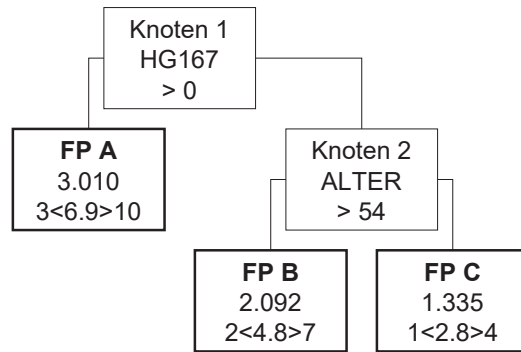 Knoten 1
HG167
> 0
FP A
3.010
3<6.9>10
Knoten 2
ALTER
> 54
FP B
2.092
2<4.8>7
FP C
1.335
1<2.8>4